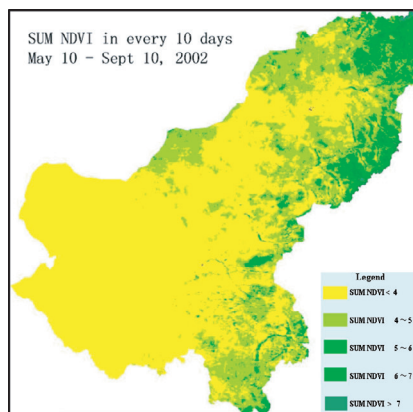 SUM NDVI in every 10 days
May 10 - Sept 10, 2002
Legend
SUM NDVI < 4
SUM NDVI 4～5
SUM NDVI 5～6
SUM NDVI 6～7
SUM NDVI > 7